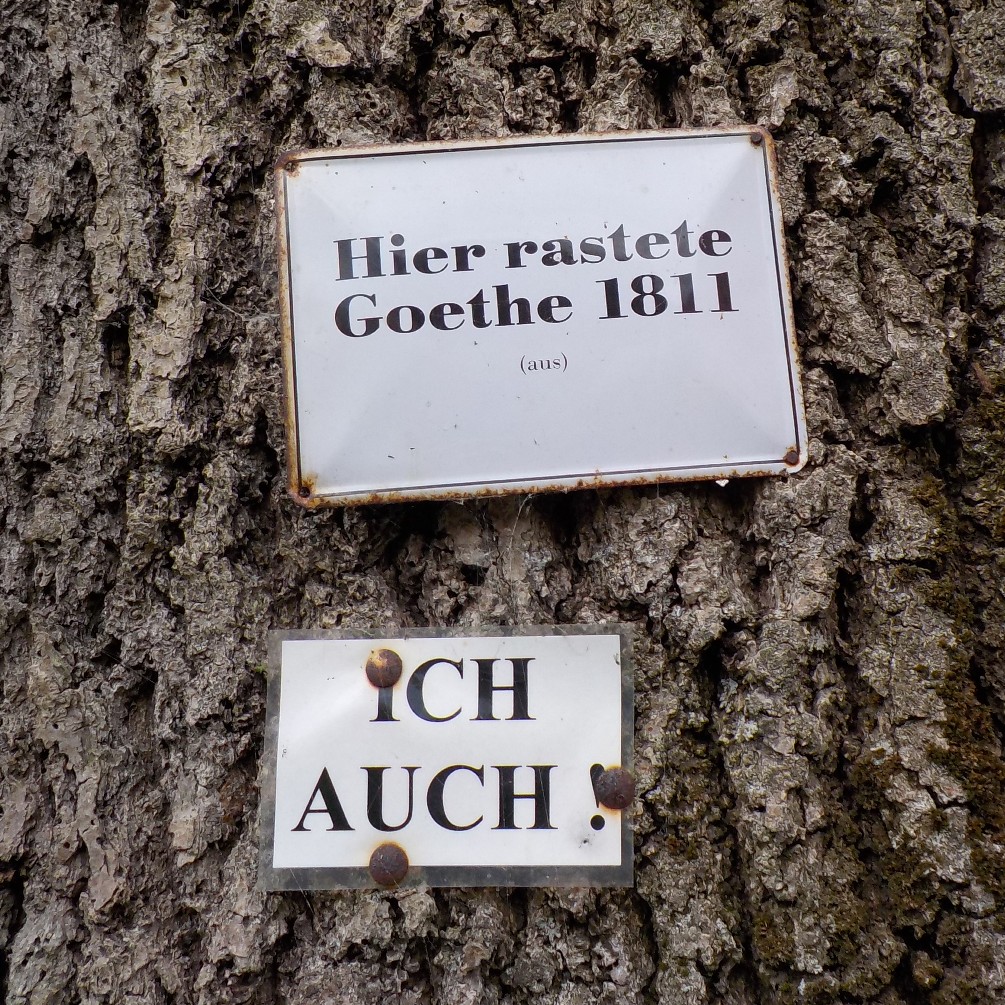 Hier rastete
Goethe 1811
(aus)
ICH
AUCH !